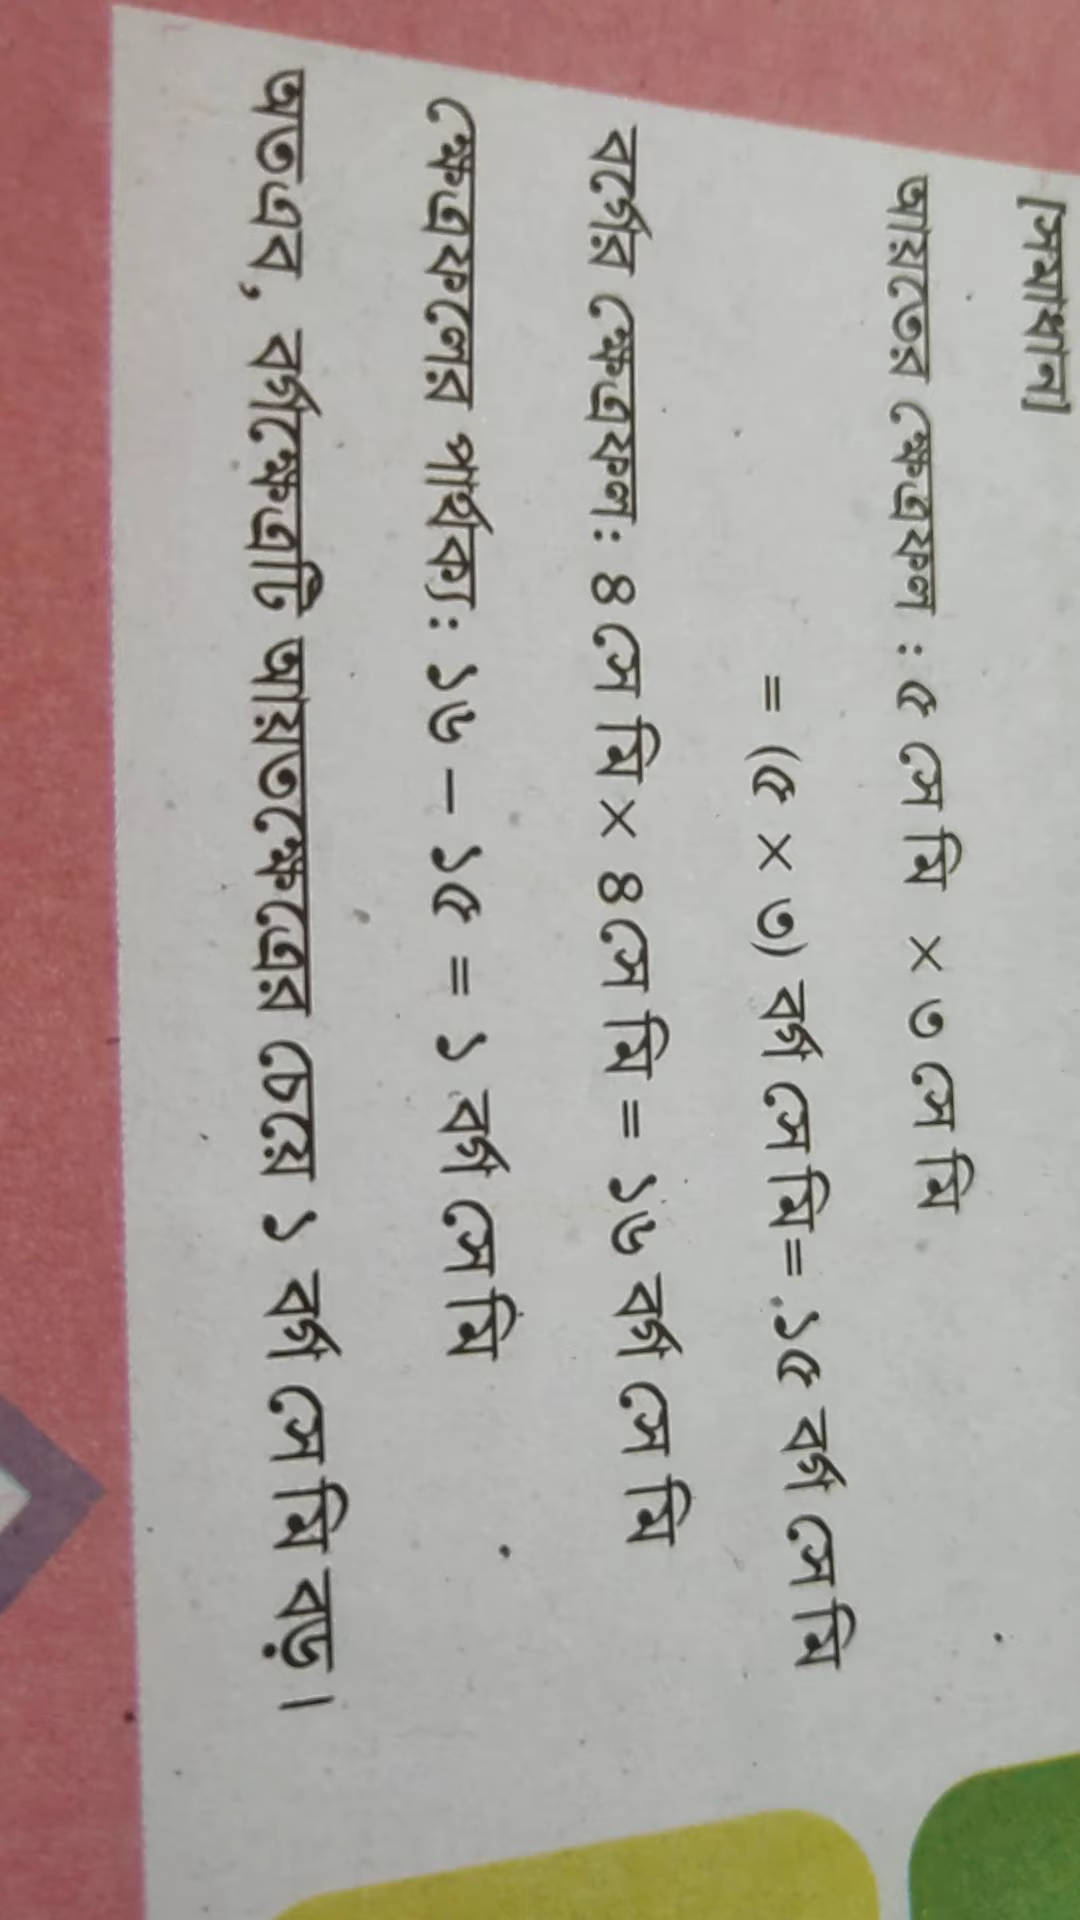 [সমাধান]
আয়তের ক্ষেত্রফল : ৫ সে মি × ৩ সে মি
= (৫ × ৩) বর্গ সে মি = ১৫ বর্গ সে মি
বর্গের ক্ষেত্রফল: ৪ সে মি × ৪ সে মি = ১৬ বর্গ সে মি
ক্ষেত্রফলের পার্থক্য: ১৬ – ১৫ = ১ বর্গ সে মি
অতএব, বর্গক্ষেত্রটি আয়তক্ষেত্রের চেয়ে ১ বর্গ সে মি বড়।